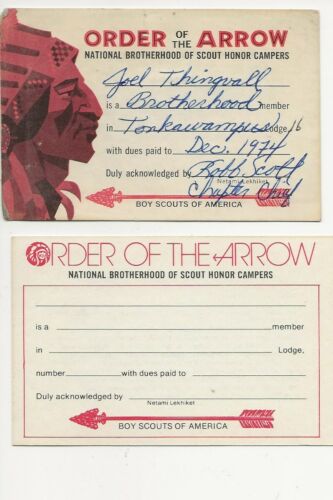 ORDER OF THE ARROW
NATIONAL BROTHERHOOD OF SCOUT HONOR CAMPERS
Joel Thingvall
is a Brotherhood member
in Tonkawampus Lodge, 16
with dues paid to Dec. 1974
Duly acknowledged by Robb Scott
Netami Lekhiket
Chapter Chief
BOY SCOUTS OF AMERICA
ORDER OF THE ARROW
NATIONAL BROTHERHOOD OF SCOUT HONOR CAMPERS
is a member
in Lodge,
number with dues paid to
Duly acknowledged by
Netami Lekhiket
BOY SCOUTS OF AMERICA